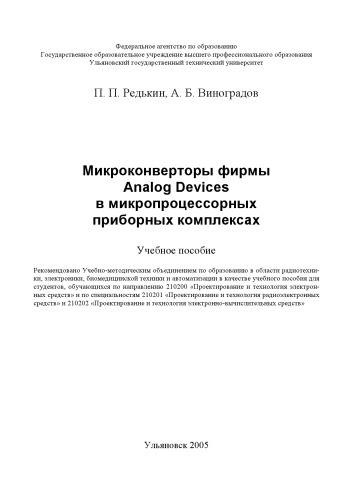 Федеральное агентство по образованию
Государственное образовательное учреждение высшего профессионального образования
Ульяновский государственный технический университет
П. П. Редькин, А. Б. Виноградов
Микроконверторы фирмы
Analog Devices
в микропроцессорных
приборных комплексах
Учебное пособие
Рекомендовано Учебно-методическим объединением по образованию в области радиотехни-
ки, электроники, биомедицинской техники и автоматизации в качестве учебного пособия для
студентов, обучающихся по направлению 210200 «Проектирование и технология электрон-
ных средств» и по специальностям 210201 «Проектирование и технология радиоэлектронных
средств» и 210202 «Проектирование и технология электронно-вычислительных средств»
Ульяновск 2005